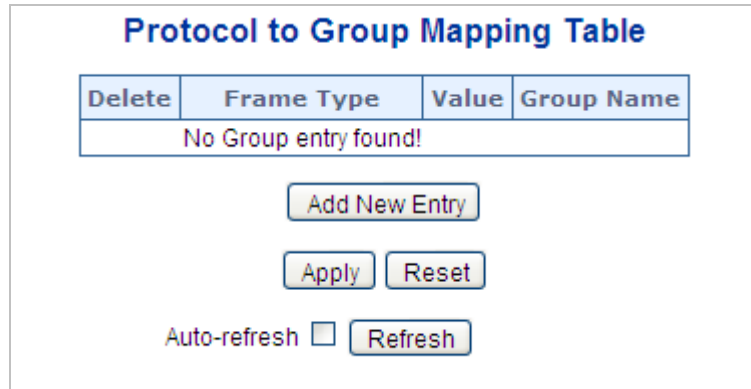 Protocol to Group Mapping Table
Delete Frame Type Value Group Name
No Group entry found!
Add New Entry
Apply Reset
Auto-refresh Refresh